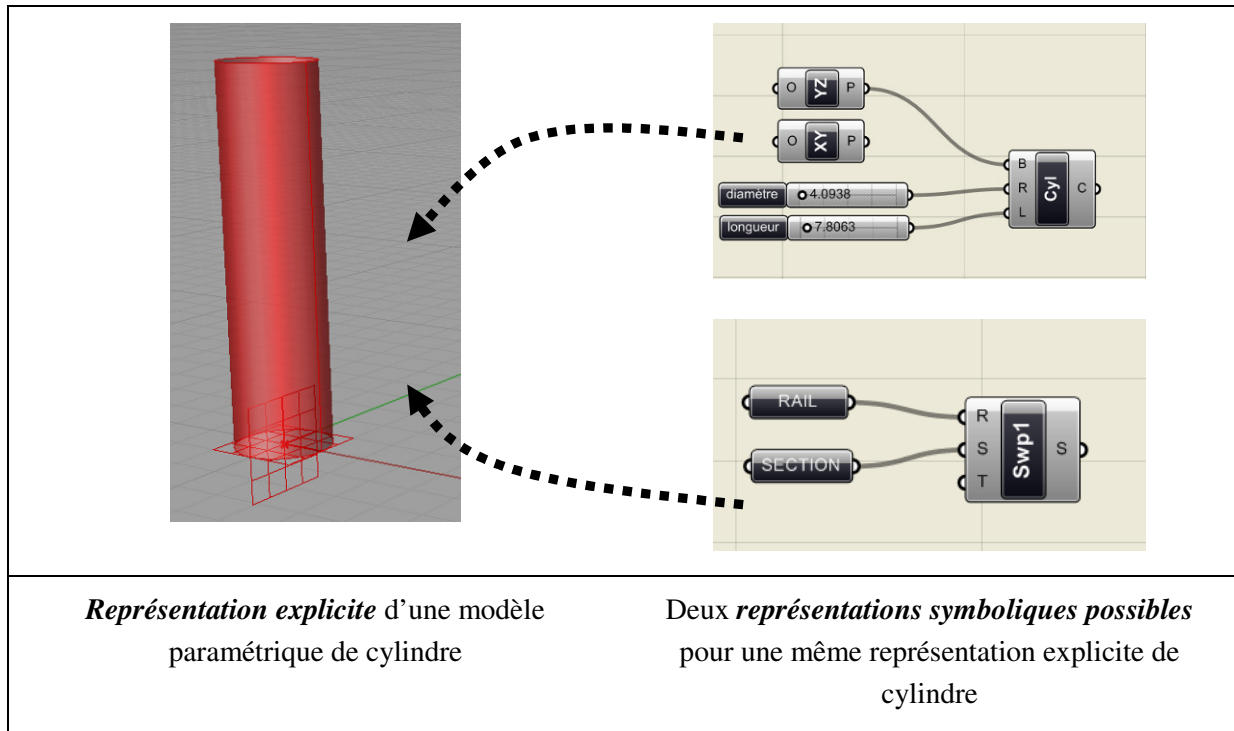 O YZ P
O XY P
diamètre 4.0938
longueur 7.8063
B
R
L
Cyl
C
RAIL
SECTION
R
S
T
Swp1
S
Représentation explicite d’une modèle
paramétrique de cylindre
Deux représentations symboliques possibles
pour une même représentation explicite de
cylindre